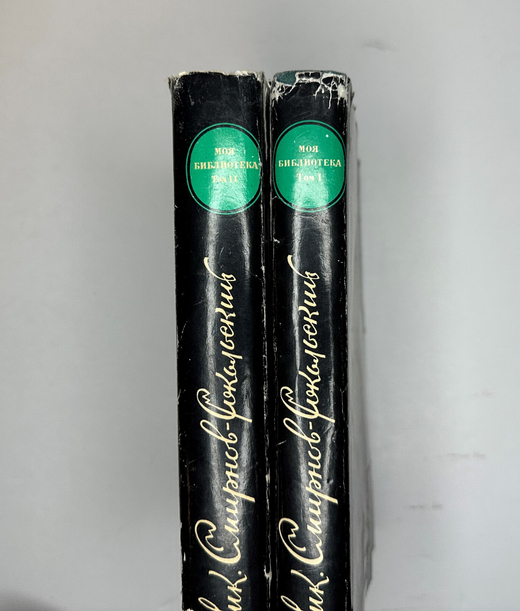 МОЯ
БИБЛИОТЕКА
Том II
ик. Смирнов-Сокольский
МОЯ
БИБЛИОТЕКА
Том I
ик. Смирнов-Сокольский